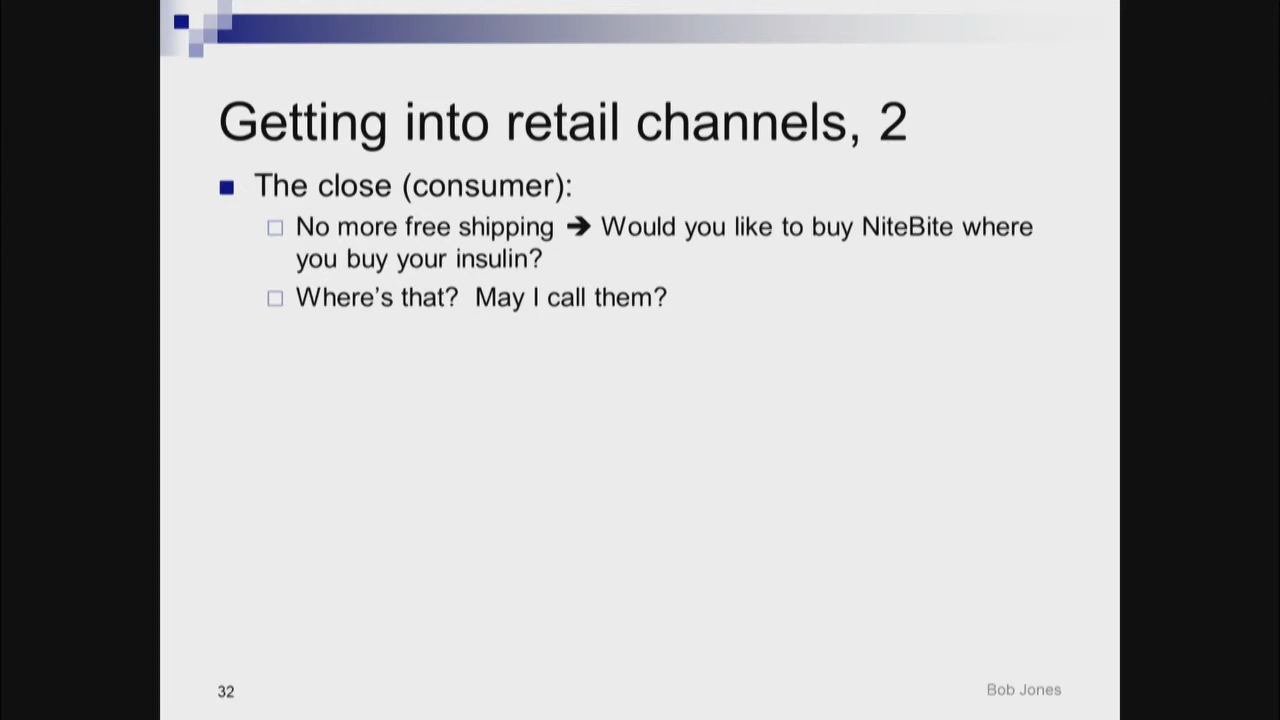 Getting into retail channels, 2
The close (consumer):
No more free shipping ➔ Would you like to buy NiteBite where
you buy your insulin?
Where’s that?  May I call them?
32
Bob Jones